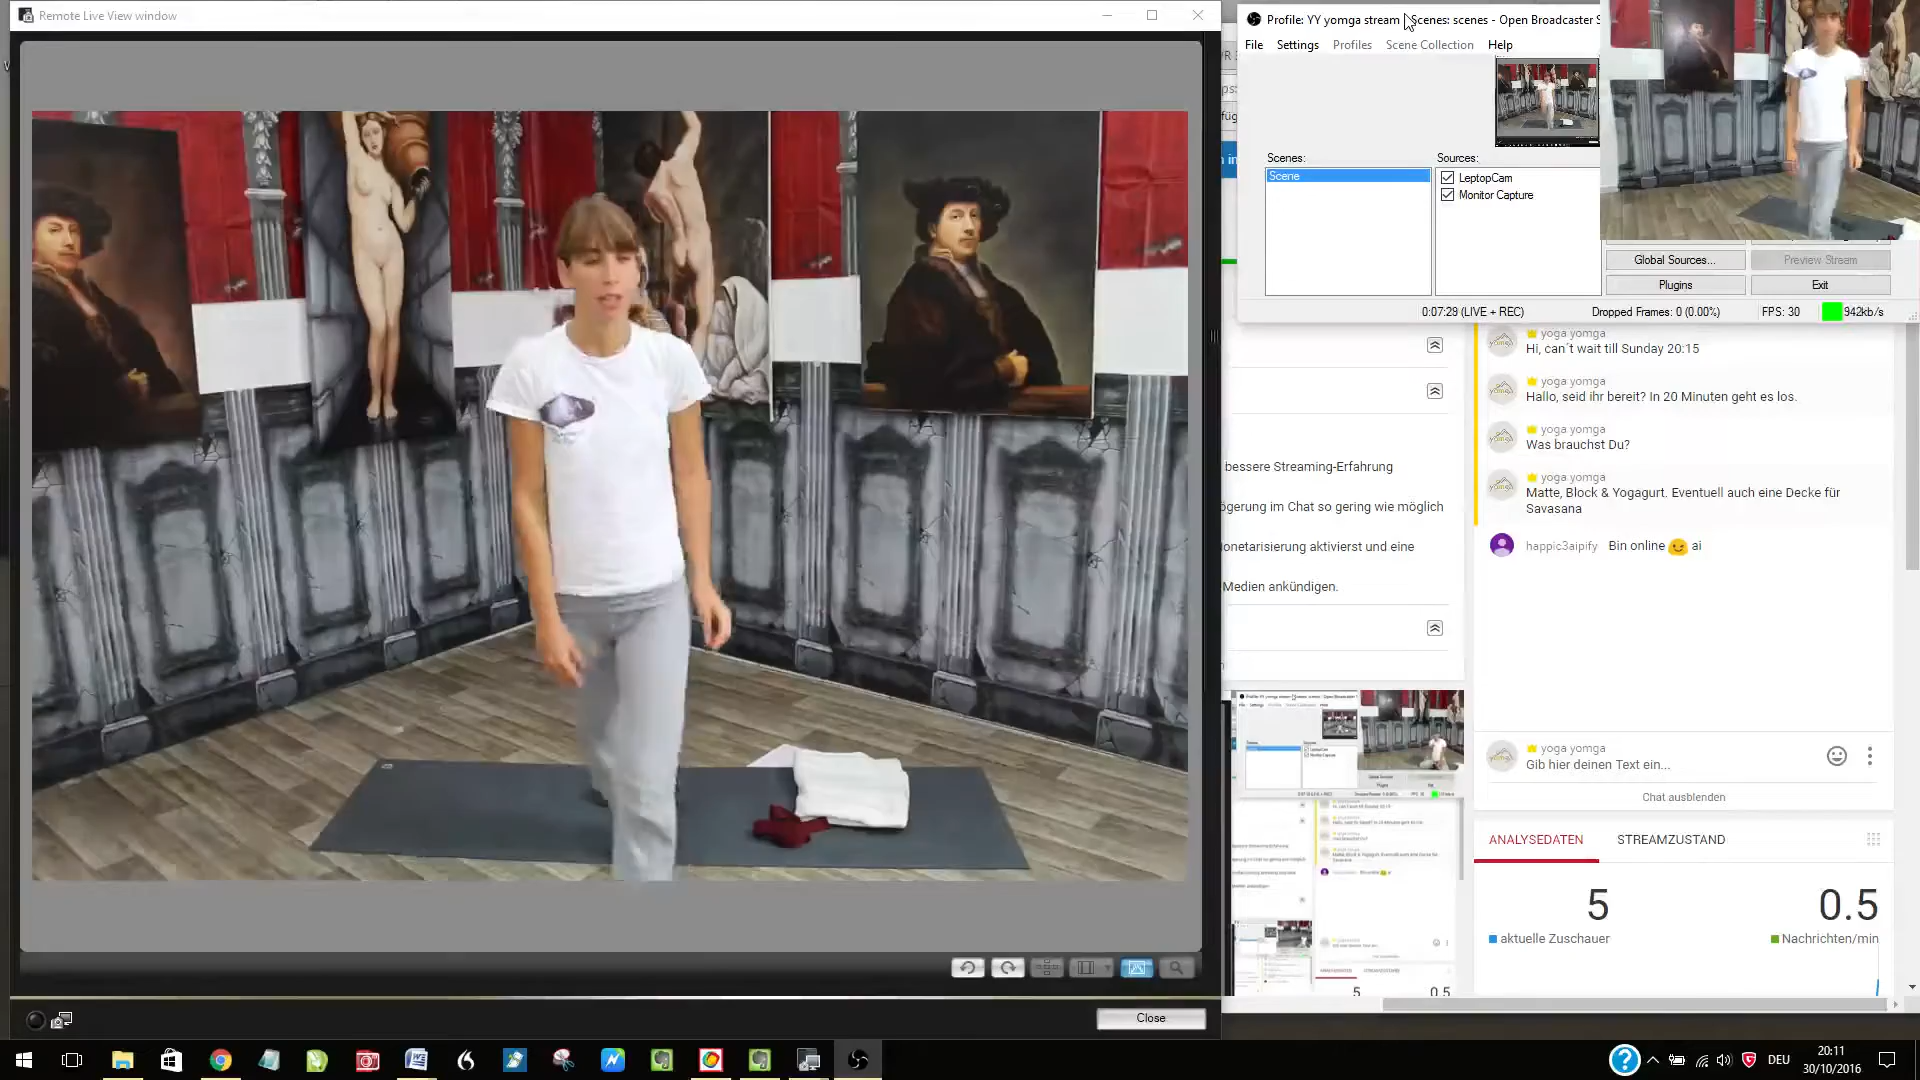 Remote Live View window
Profile: YY yomga stream
Scenes: scenes - Open Broadcaster S
File
Settings
Profiles
Scene Collection
Help
Scenes:
Scene
Sources:
LeptopCam
Monitor Capture
Global Sources...
Preview Stream
Plugins
Exit
0:07:29 (LIVE + REC)
Dropped Frames: 0 (0.00%)
FPS: 30
942kb/s
yoga yomga
Hi, can´t wait till Sunday 20:15
yoga yomga
Hallo, seid ihr bereit? In 20 Minuten geht es los.
yoga yomga
Was brauchst Du?
yoga yomga
Matte, Block & Yogagurt. Eventuell auch eine Decke für
Savasana
happic3aipify Bin online 😊 ai
bessere Streaming-Erfahrung
ögerung im Chat so gering wie möglich
onetarisierung aktivierst und eine
Medien ankündigen.
yoga yomga
Gib hier deinen Text ein...
Chat ausblenden
ANALYSEDATEN
STREAMZUSTAND
5
aktuelle Zuschauer
0.5
Nachrichten/min
5
0.5
Close
DEU
20:11
30/10/2016